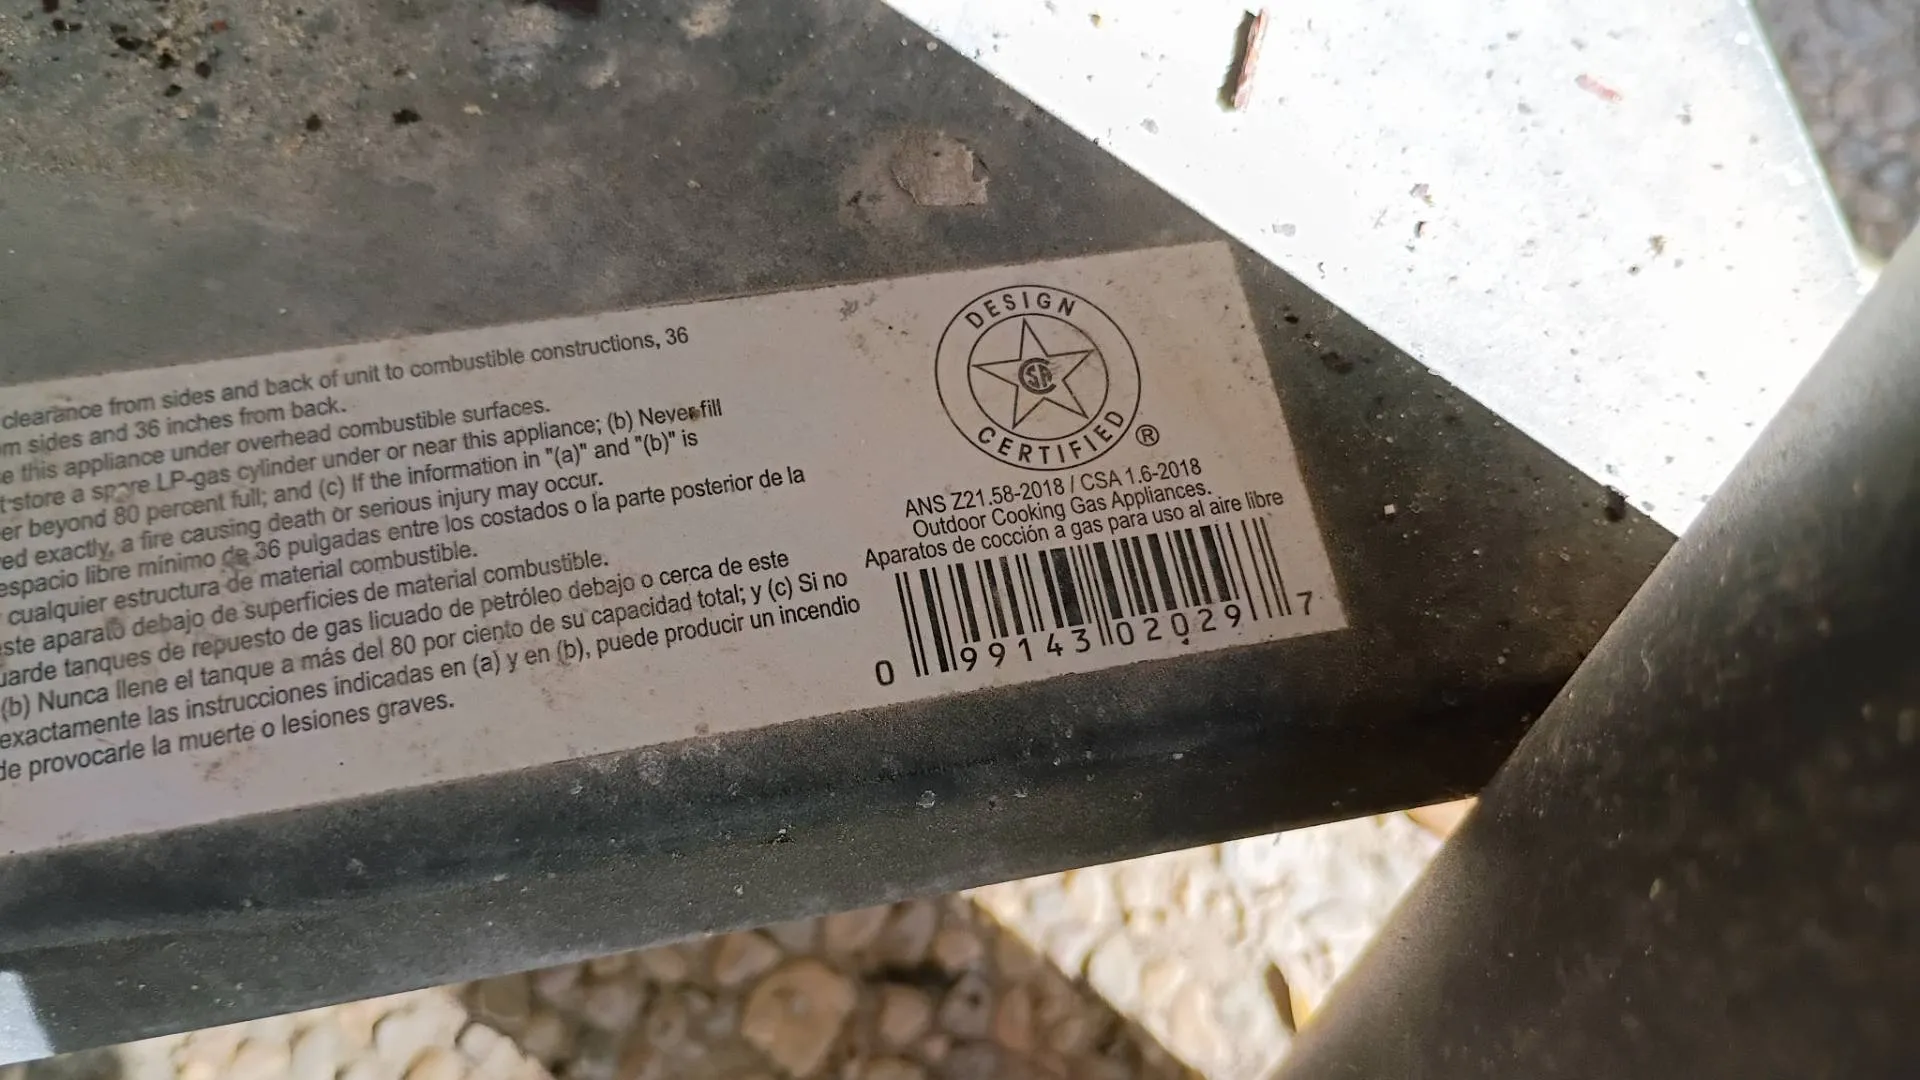 clearance from sides and back of unit to combustible constructions, 36
sides and 36 inches from back.
this appliance under overhead combustible surfaces.
store a spare LP-gas cylinder under or near this appliance; (b) Never fill
beyond 80 percent full; and (c) If the information in "(a)" and "(b)" is
exactly, a fire causing death or serious injury may occur.
espacio libre mínimo de 36 pulgadas entre los costados o la parte posterior de la
cualquier estructura de material combustible.
aparato debajo de superficies de material combustible.
tanques de repuesto de gas licuado de petróleo debajo o cerca de este
(b) Nunca llene el tanque a más del 80 por ciento de su capacidad total; y (c) Si no
exactamente las instrucciones indicadas en (a) y en (b), puede producir un incendio
provocarle la muerte o lesiones graves.
DESIGN
CSA
CERTIFIED
®
ANS Z21.58-2018 / CSA 1.6-2018
Outdoor Cooking Gas Appliances.
Aparatos de cocción a gas para uso al aire libre
0 99143 02029 7